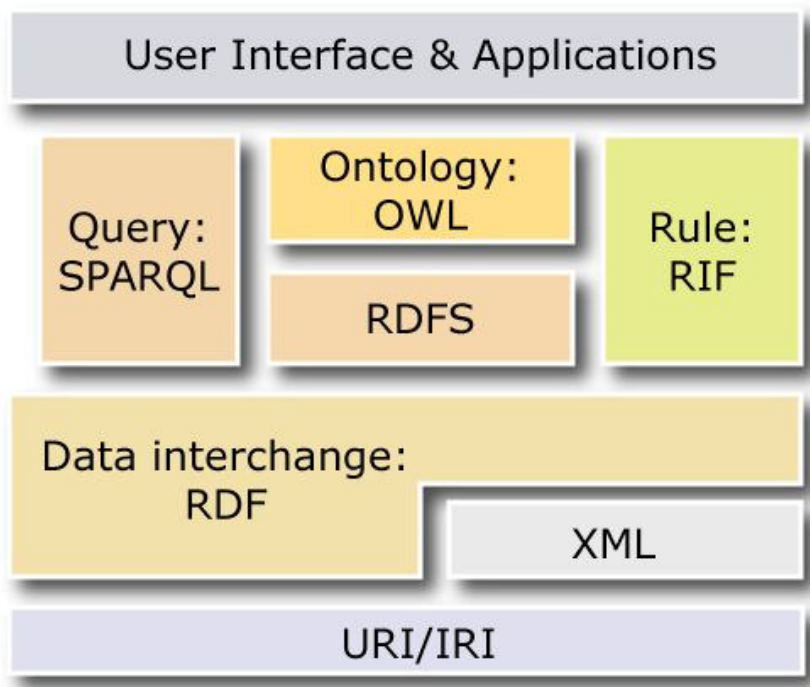 User Interface & Applications
Query:
SPARQL
Ontology:
OWL
RDFS
Rule:
RIF
Data interchange:
RDF
XML
URI/IRI